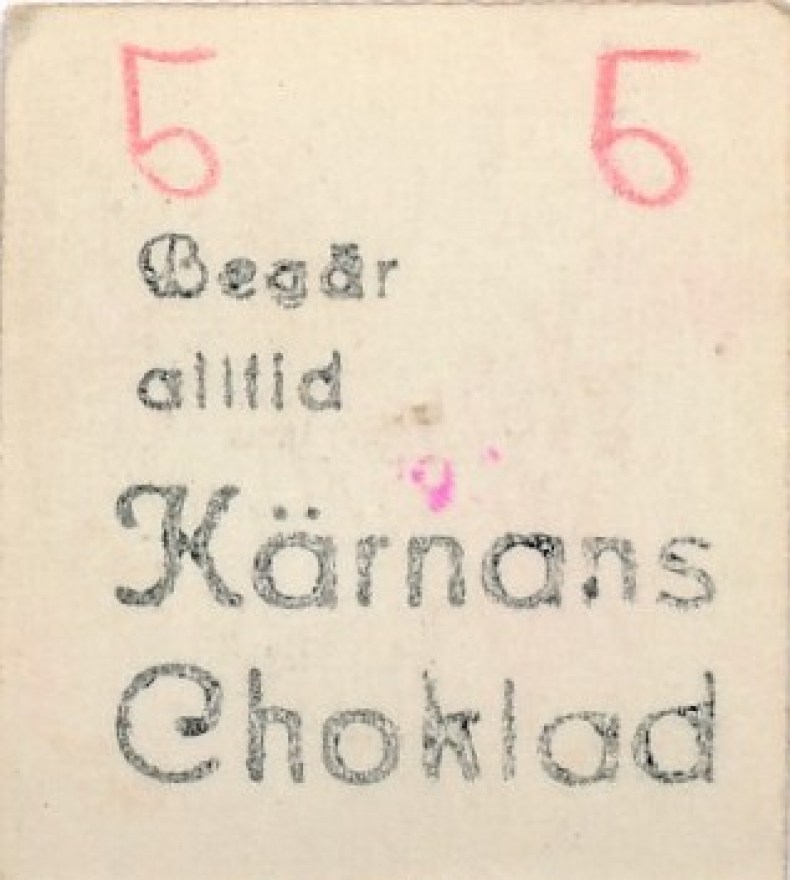 5 5
Begär
alltid
Kärnans
Choklad